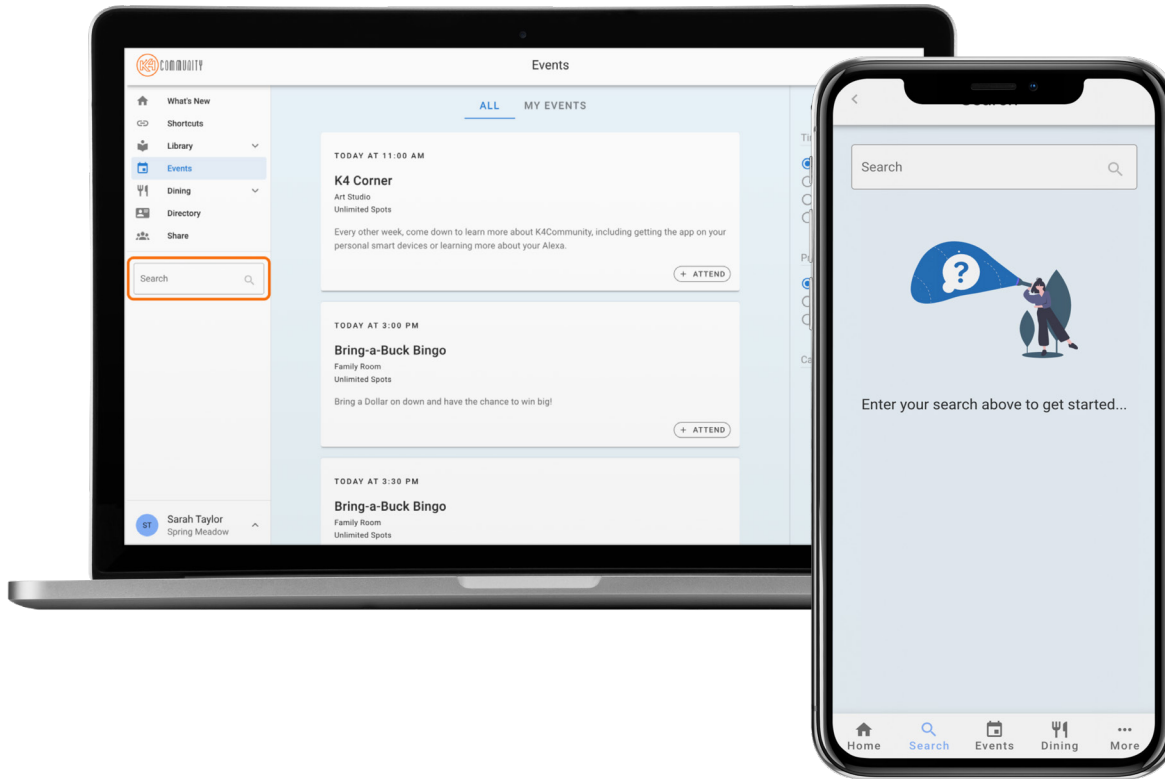 K4 COMMUNITY
Events
What's New
Shortcuts
Library
Events
Dining
Directory
Share
Search
Sarah Taylor
Spring Meadow
ST
ALL MY EVENTS
TODAY AT 11:00 AM
K4 Corner
Art Studio
Unlimited Spots
Every other week, come down to learn more about K4Community, including getting the app on your
personal smart devices or learning more about your Alexa.
+ ATTEND
TODAY AT 3:00 PM
Bring-a-Buck Bingo
Family Room
Unlimited Spots
Bring a Dollar on down and have the chance to win big!
+ ATTEND
TODAY AT 3:30 PM
Bring-a-Buck Bingo
Family Room
Unlimited Spots
Search
Search
?
Enter your search above to get started...
Home Search Events Dining More